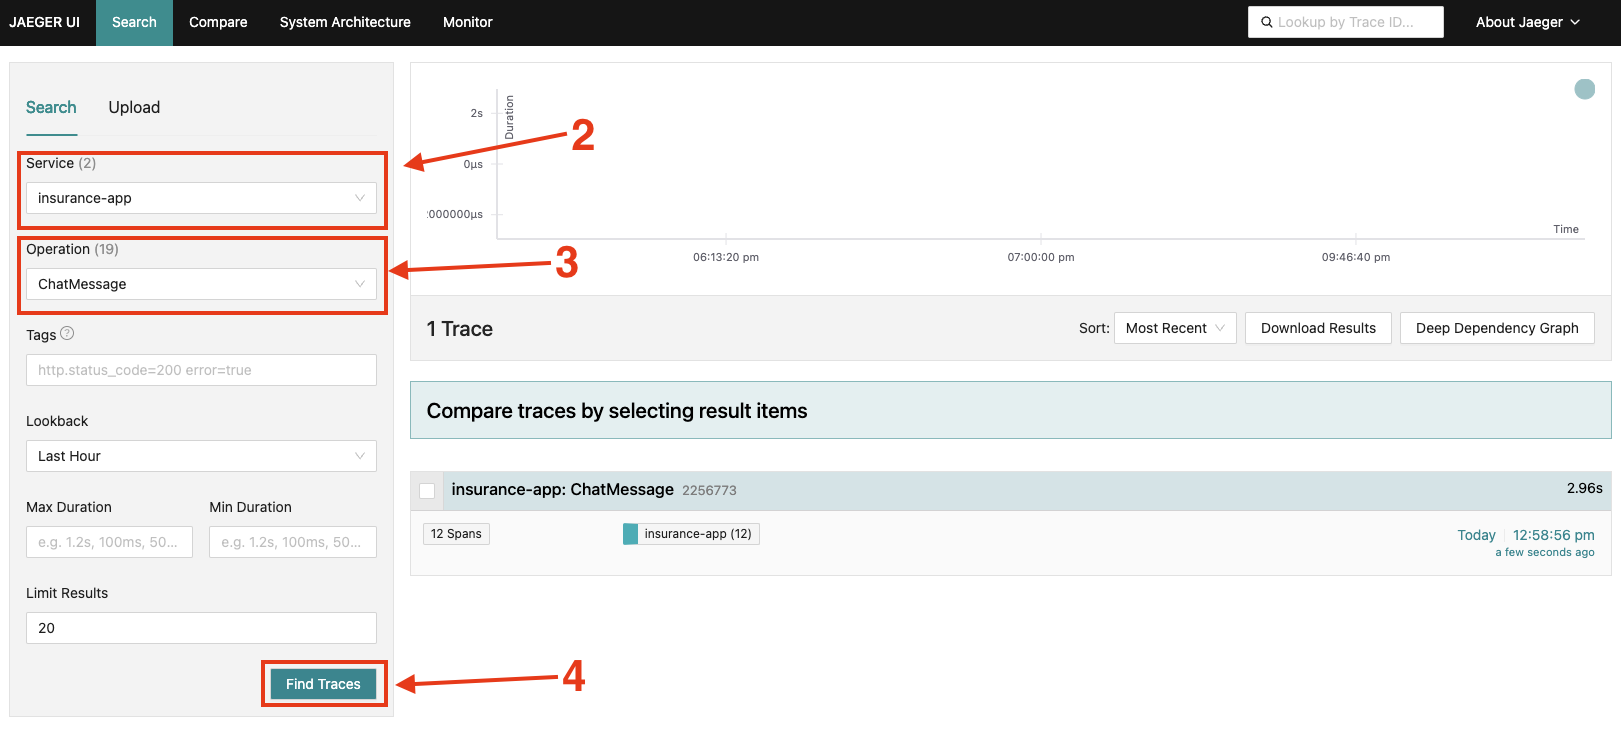 JAEGER UI Search Compare System Architecture Monitor Lookup by Trace ID... About Jaeger
Search Upload
Service (2)
insurance-app
Operation (19)
ChatMessage
Tags ?
http.status_code=200 error=true
Lookback
Last Hour
Max Duration Min Duration
e.g. 1.2s, 100ms, 50... e.g. 1.2s, 100ms, 50...
Limit Results
20
Find Traces
2
3
4
Duration
2s
0µs
2000000µs
Time
06:13:20 pm 07:00:00 pm 09:46:40 pm
1 Trace Sort: Most Recent Download Results Deep Dependency Graph
Compare traces by selecting result items
insurance-app: ChatMessage 2256773 2.96s
12 Spans insurance-app (12) Today 12:58:56 pm
a few seconds ago